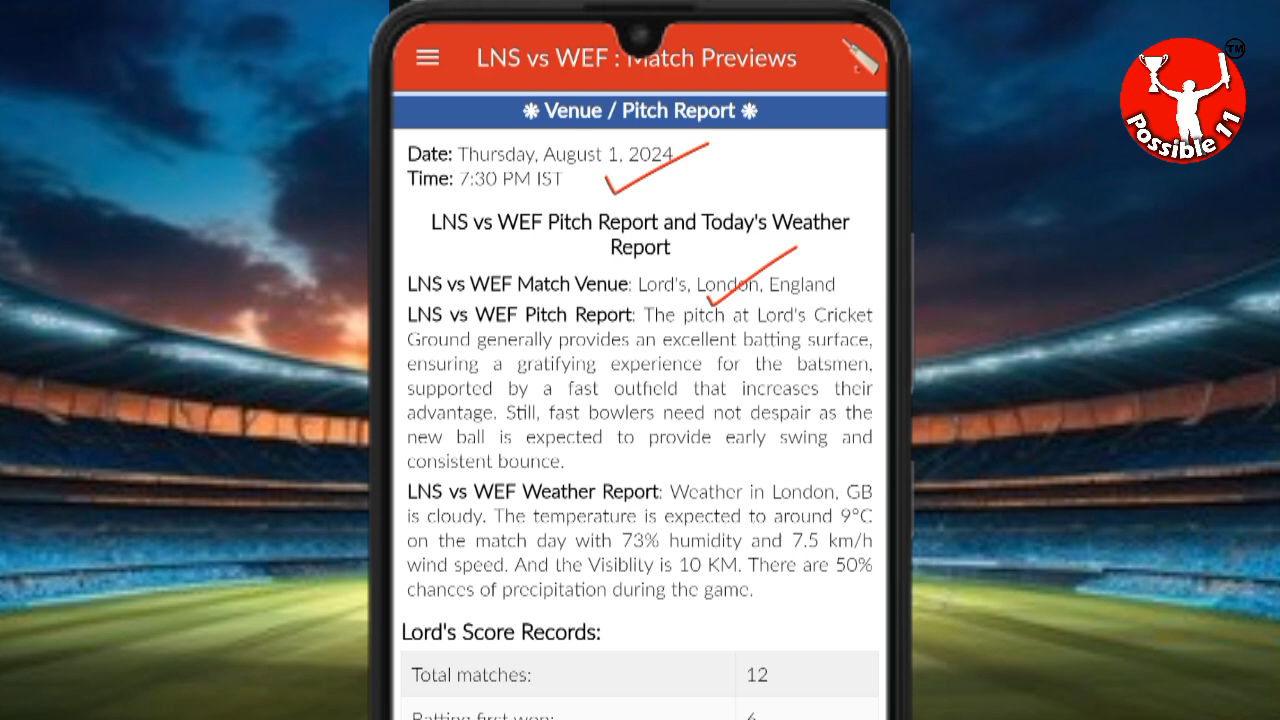 LNS vs WEF : Match Previews
TM
Possible 11
❋ Venue / Pitch Report ❋
Date: Thursday, August 1, 2024
Time: 7:30 PM IST
LNS vs WEF Pitch Report and Today's Weather
Report
LNS vs WEF Match Venue: Lord's, London, England
LNS vs WEF Pitch Report: The pitch at Lord's Cricket
Ground generally provides an excellent batting surface,
ensuring a gratifying experience for the batsmen,
supported by a fast outfield that increases their
advantage. Still, fast bowlers need not despair as the
new ball is expected to provide early swing and
consistent bounce.
LNS vs WEF Weather Report: Weather in London, GB
is cloudy. The temperature is expected to around 9°C
on the match day with 73% humidity and 7.5 km/h
wind speed. And the Visiblity is 10 KM. There are 50%
chances of precipitation during the game.
Lord's Score Records:
Total matches: 12
Batting first won: 6